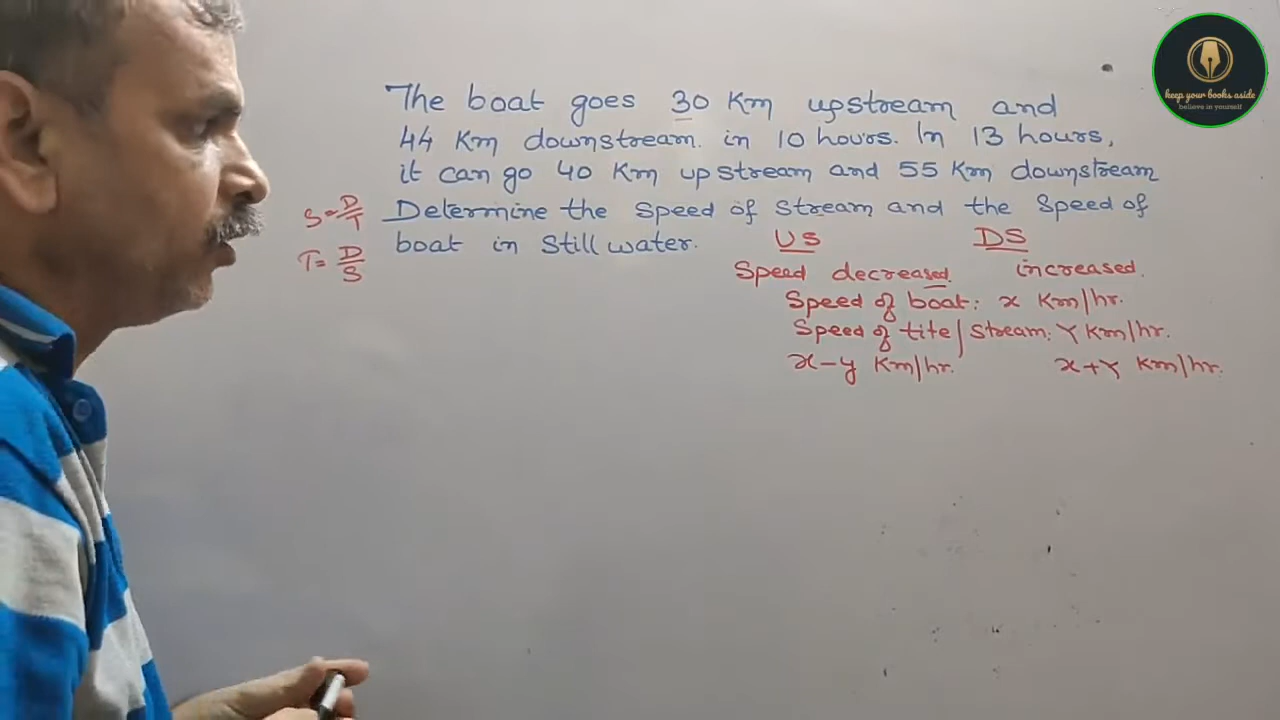 The boat goes 30 Km upstream and
44 Km downstream. in 10 hours. In 13 hours,
it can go 40 Km upstream and 55 Km downstream
Determine the speed of stream and the speed of
boat in still water.
S = D/T
T = D/S
US DS
Speed decreased. increased.
Speed of boat: x Km/hr.
Speed of tite/stream: Y Km/hr.
x-y Km/hr. x+Y Km/hr.
keep your books aside
believe in yourself